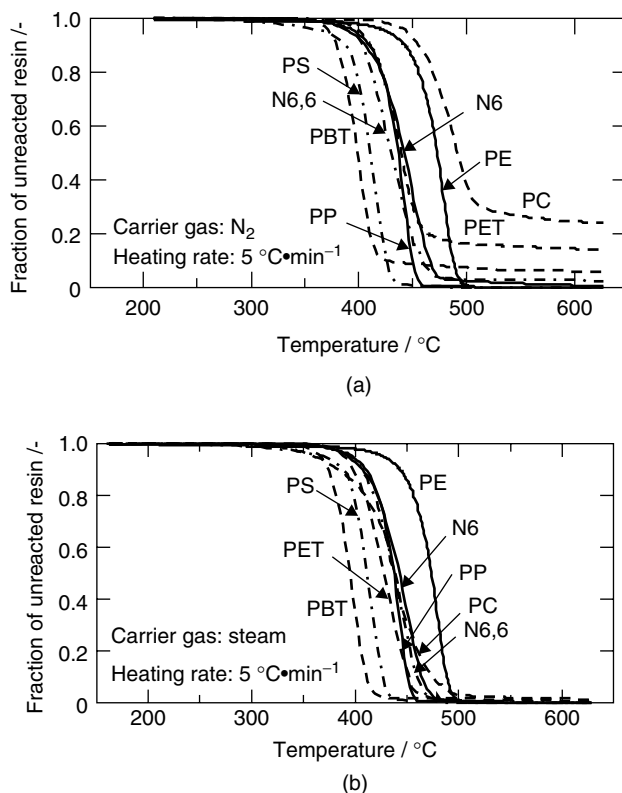 Fraction of unreacted resin /-
1.0
0.8
0.6
0.4
0.2
0
PS
N6,6
PBT
N6
PE
PC
PET
PP
Carrier gas: N₂
Heating rate: 5 °C•min⁻¹
200 300 400 500 600
Temperature / °C
(a)
Fraction of unreacted resin /-
1.0
0.8
0.6
0.4
0.2
0
PE
PS
N6
PET
PP
PBT
PC
N6,6
Carrier gas: steam
Heating rate: 5 °C•min⁻¹
200 300 400 500 600
Temperature / °C
(b)